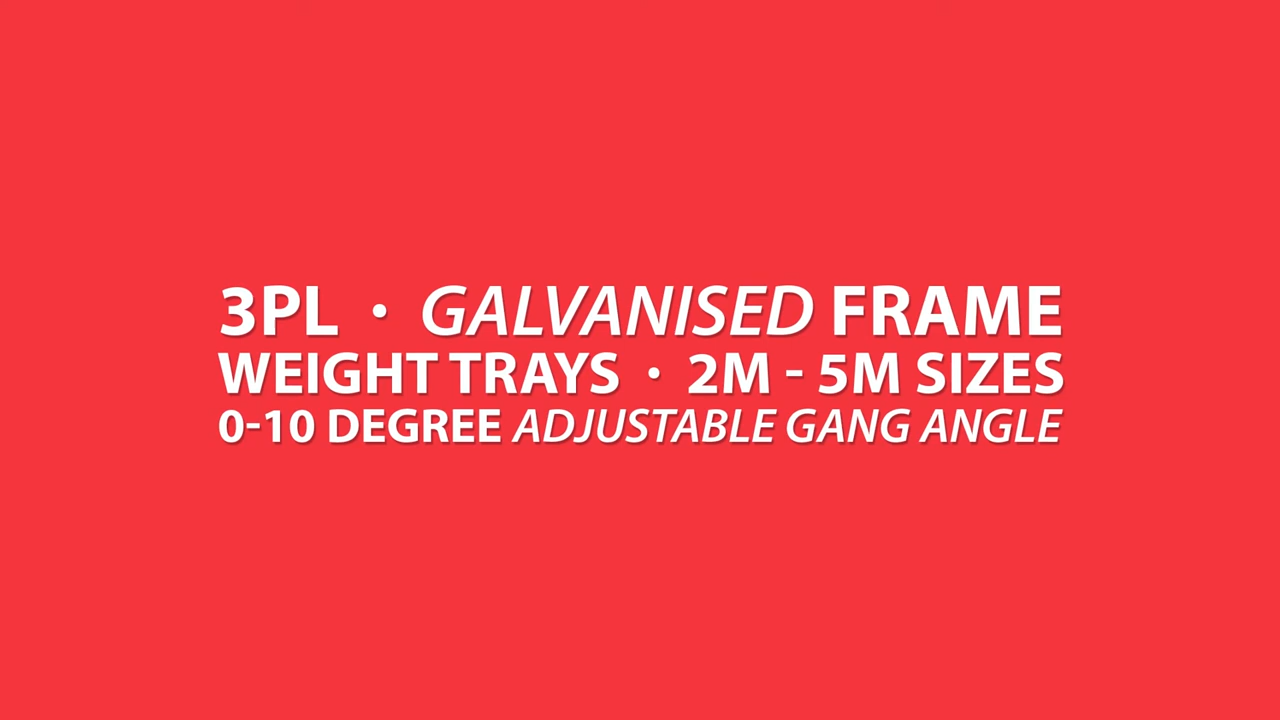 3PL • GALVANISED FRAME
WEIGHT TRAYS • 2M - 5M SIZES
0-10 DEGREE ADJUSTABLE GANG ANGLE